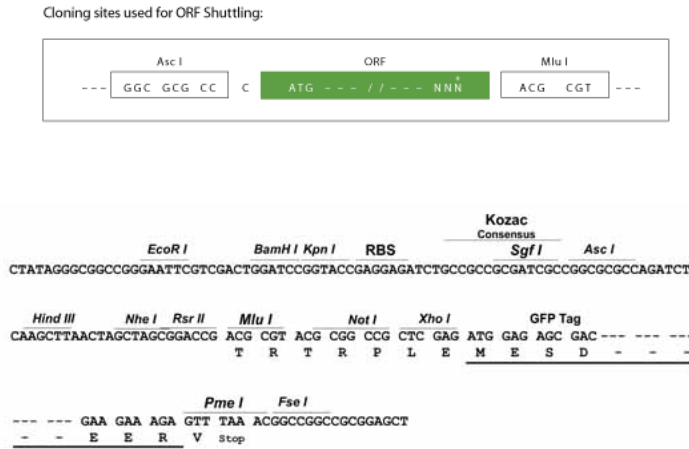 Cloning sites used for ORF Shuttling:
Asc I ORF Mlu I
--- GGC GCG CC C ATG --- // --- NNN* ACG CGT ---
Kozac
Consensus
EcoR I BamH I Kpn I RBS Sgf I Asc I
CTATAGGGCGGCCGGGAATTCGTCGACTGGATCCGGTACCGAGGAGATCTGCCGCCGCGATCGCCGGCGCGCCAGATCT
Hind III Nhe I Rsr II Mlu I Not I Xho I GFP Tag
CAAGCTTAACTAGCTAGCGGACCG ACG CGT ACG CGG CCG CTC GAG ATG GAG AGC GAC--- --- ---
T R T R P L E M E S D - - -
Pme I Fse I
--- --- GAA GAA AGA GTT TAA ACGGCCGGCCGCGGAGCT
- - E E R V Stop